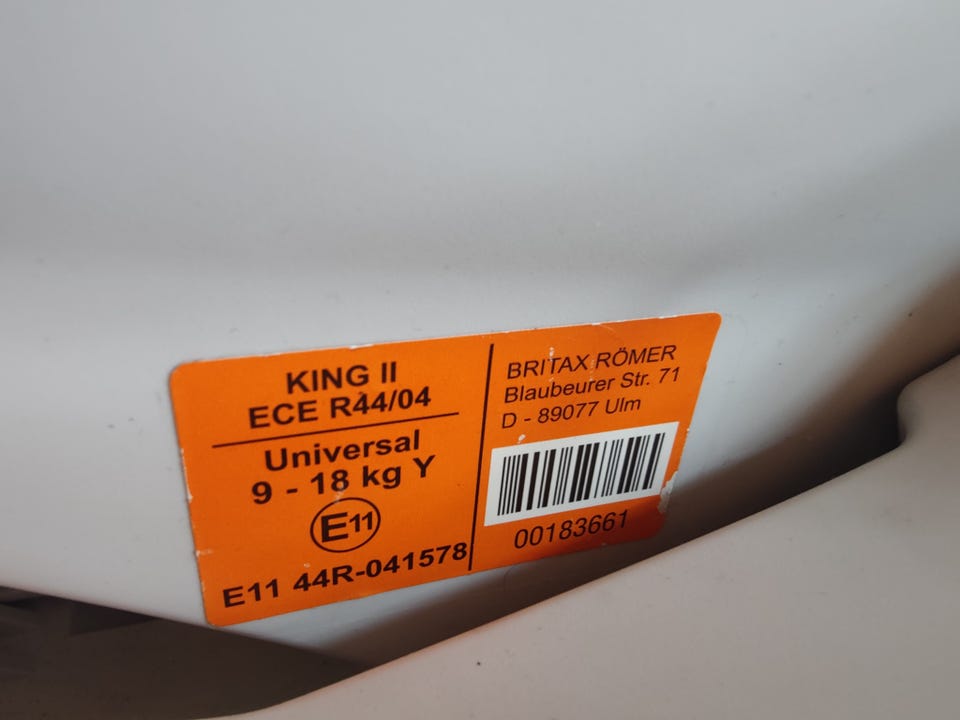 KING II
ECE R44/04
Universal
9 - 18 kg Y
E11
E11 44R-041578
BRITAX RÖMER
Blaubeurer Str. 71
D - 89077 Ulm
00183661